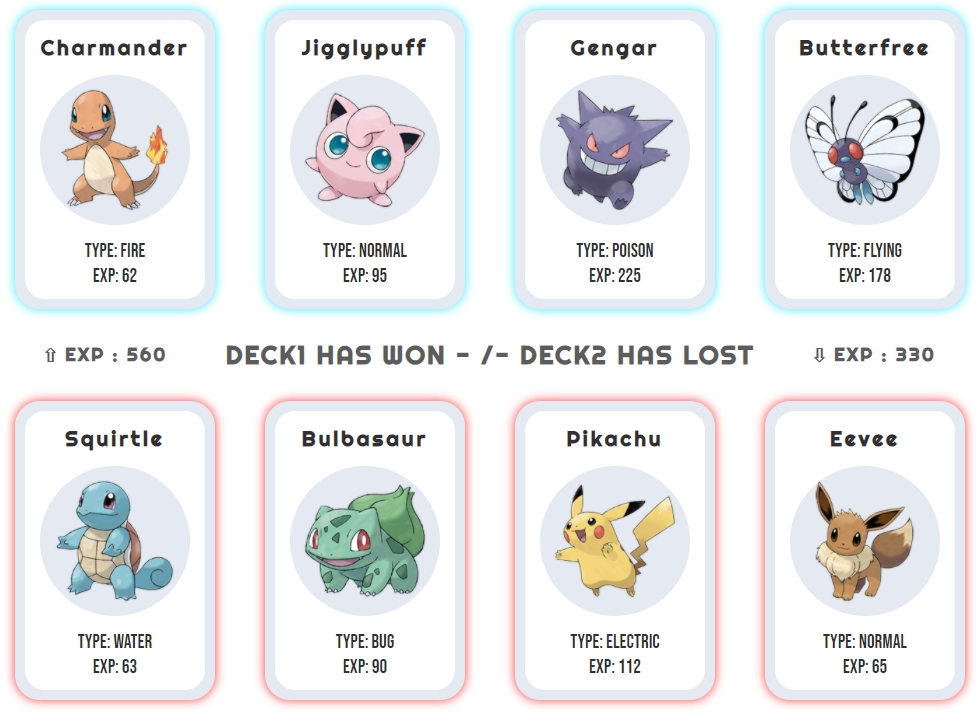 Charmander
TYPE: FIRE
EXP: 62
Jigglypuff
TYPE: NORMAL
EXP: 95
Gengar
TYPE: POISON
EXP: 225
Butterfree
TYPE: FLYING
EXP: 178
⇧ EXP : 560
DECK1 HAS WON - /- DECK2 HAS LOST
⇩ EXP : 330
Squirtle
TYPE: WATER
EXP: 63
Bulbasaur
TYPE: BUG
EXP: 90
Pikachu
TYPE: ELECTRIC
EXP: 112
Eevee
TYPE: NORMAL
EXP: 65